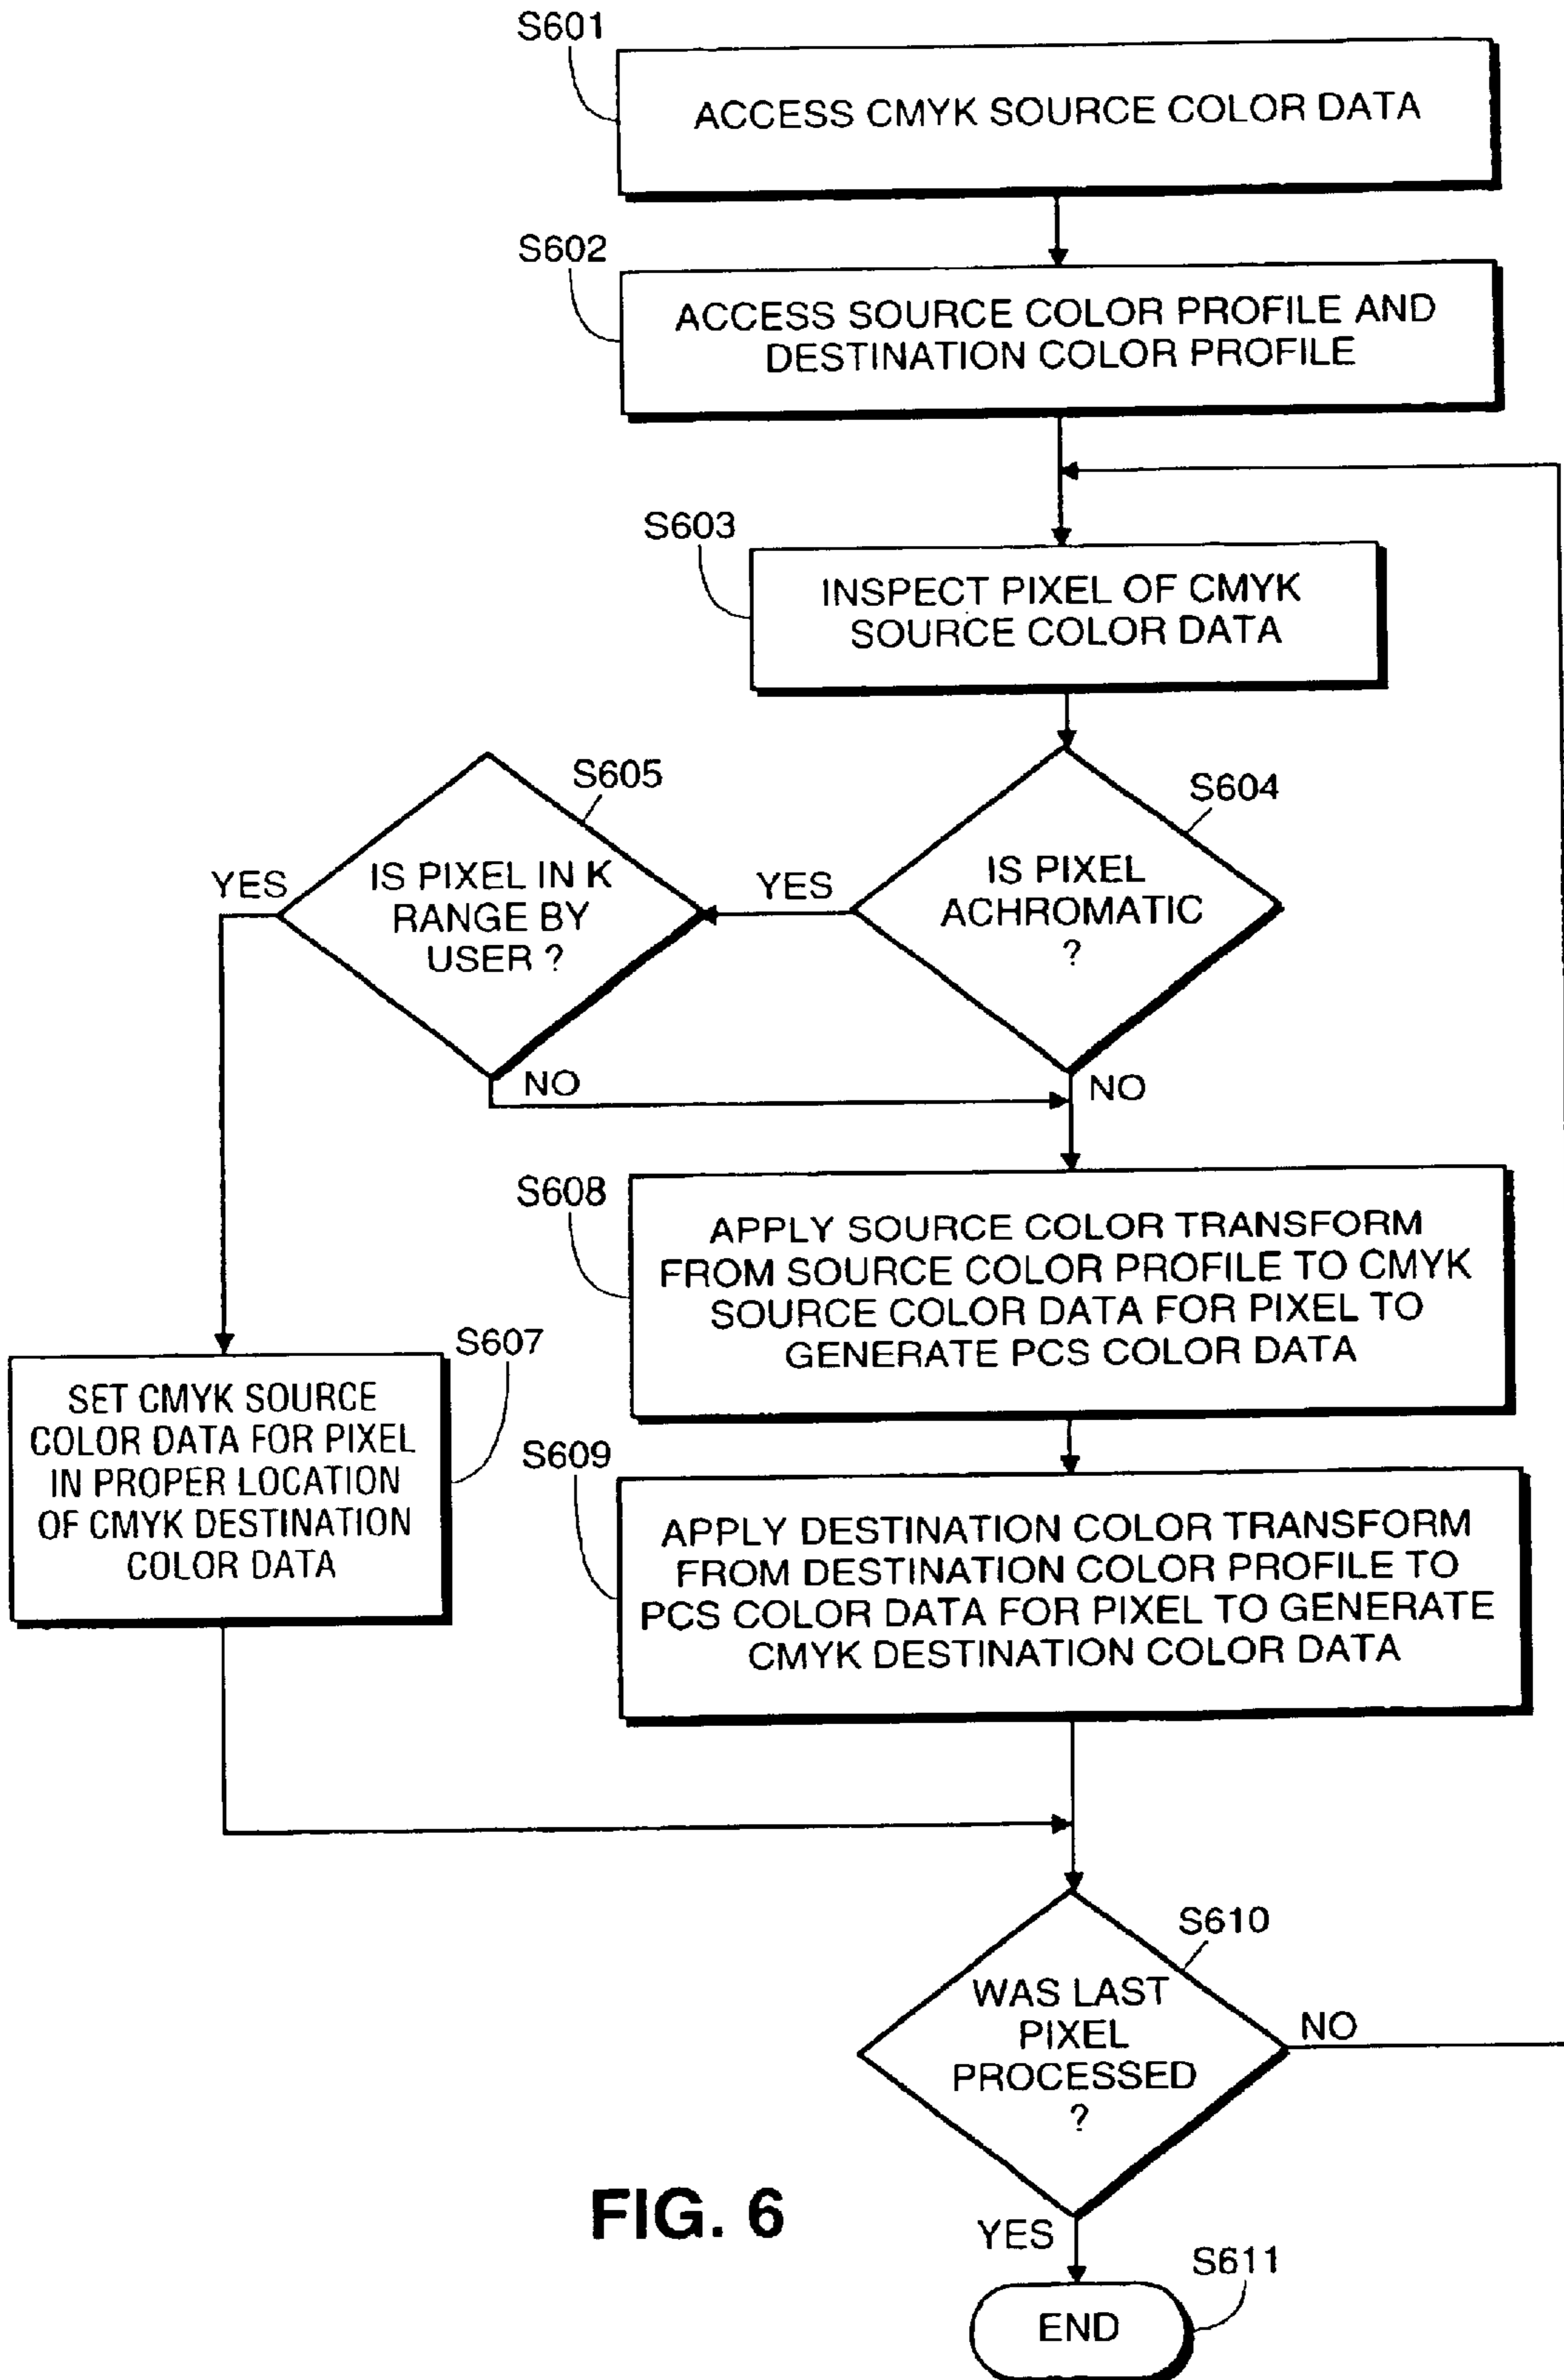 S601
ACCESS CMYK SOURCE COLOR DATA
S602
ACCESS SOURCE COLOR PROFILE AND
DESTINATION COLOR PROFILE
S603
INSPECT PIXEL OF CMYK
SOURCE COLOR DATA
S604
IS PIXEL
ACHROMATIC
?
YES
NO
S605
IS PIXEL IN K
RANGE BY
USER ?
YES
NO
S607
SET CMYK SOURCE
COLOR DATA FOR PIXEL
IN PROPER LOCATION
OF CMYK DESTINATION
COLOR DATA
S608
APPLY SOURCE COLOR TRANSFORM
FROM SOURCE COLOR PROFILE TO CMYK
SOURCE COLOR DATA FOR PIXEL TO
GENERATE PCS COLOR DATA
S609
APPLY DESTINATION COLOR TRANSFORM
FROM DESTINATION COLOR PROFILE TO
PCS COLOR DATA FOR PIXEL TO GENERATE
CMYK DESTINATION COLOR DATA
S610
WAS LAST
PIXEL
PROCESSED
?
NO
YES
S611
END
FIG. 6